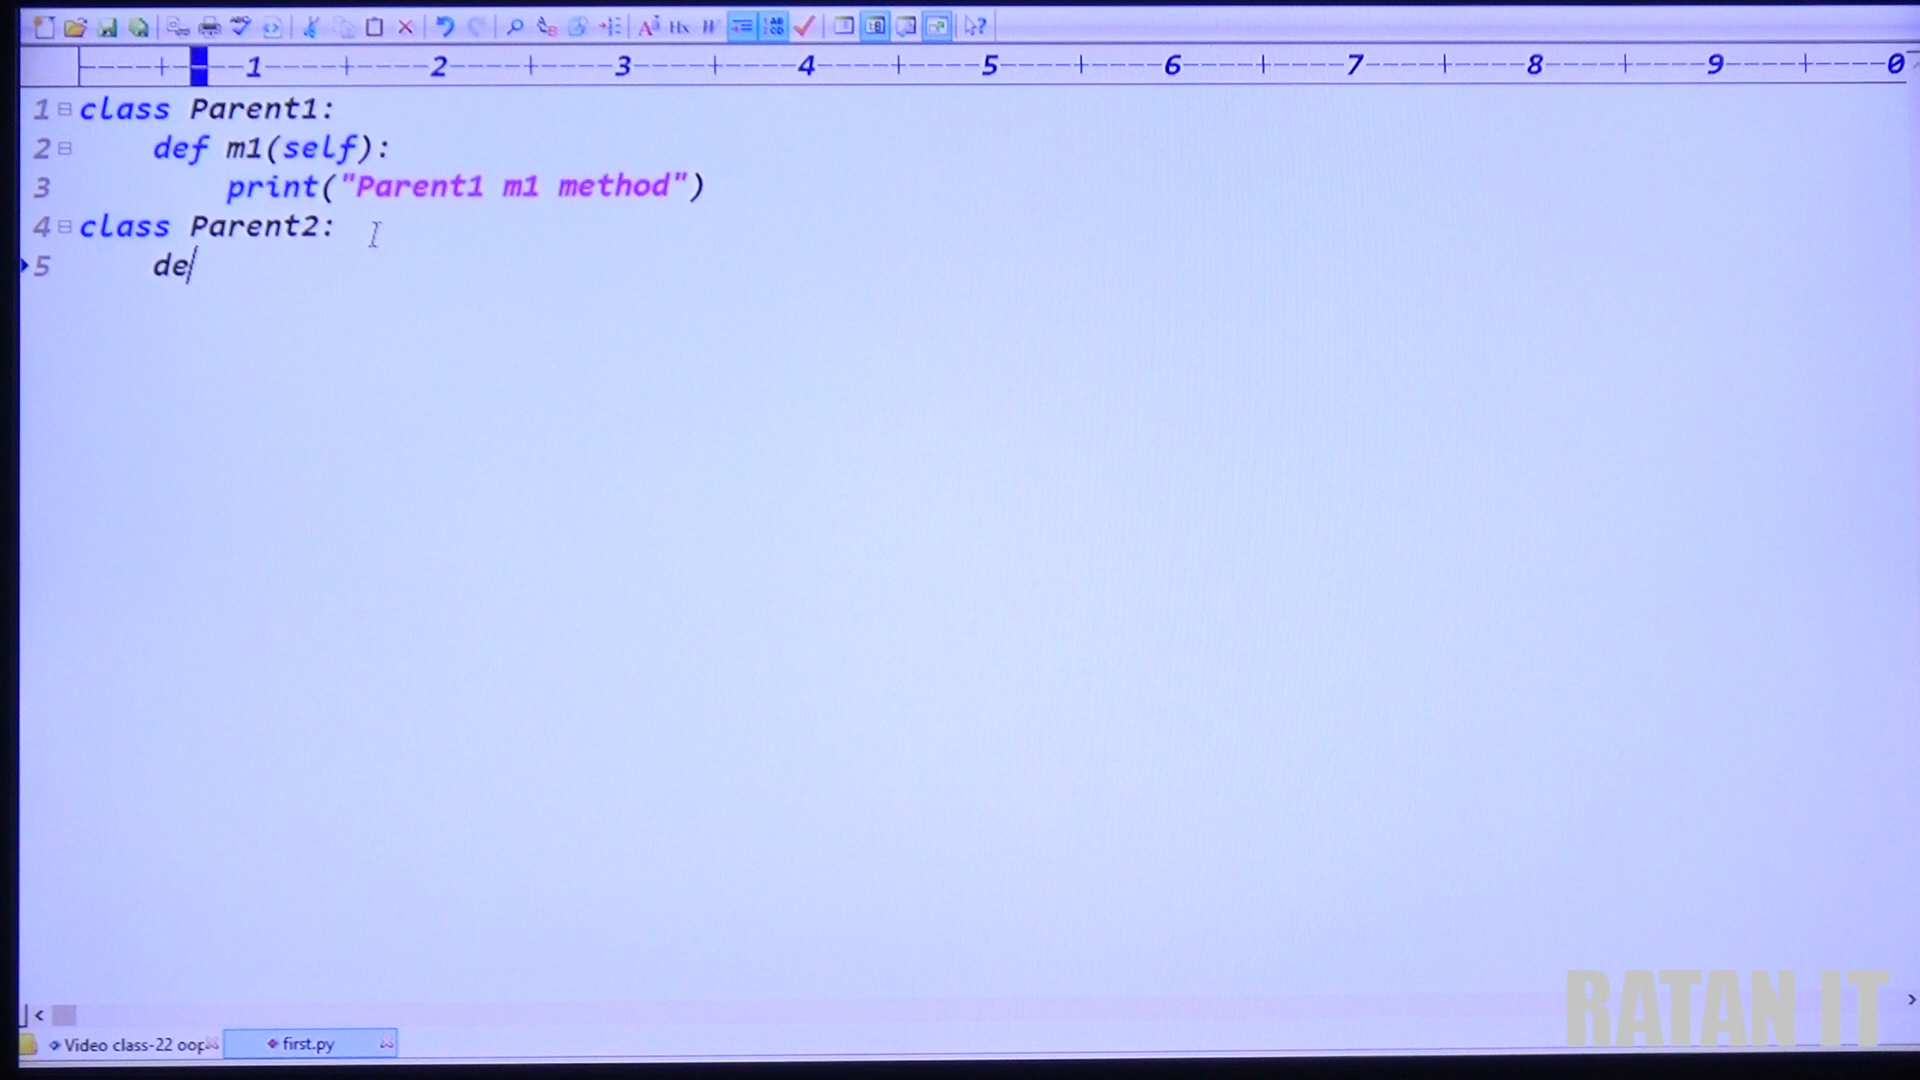 1 2 3 4 5 6 7 8 9 0
1 class Parent1:
2 def m1(self):
3 print("Parent1 m1 method")
4 class Parent2:
5 de
Video class-22 oop
first.py
RATAN IT